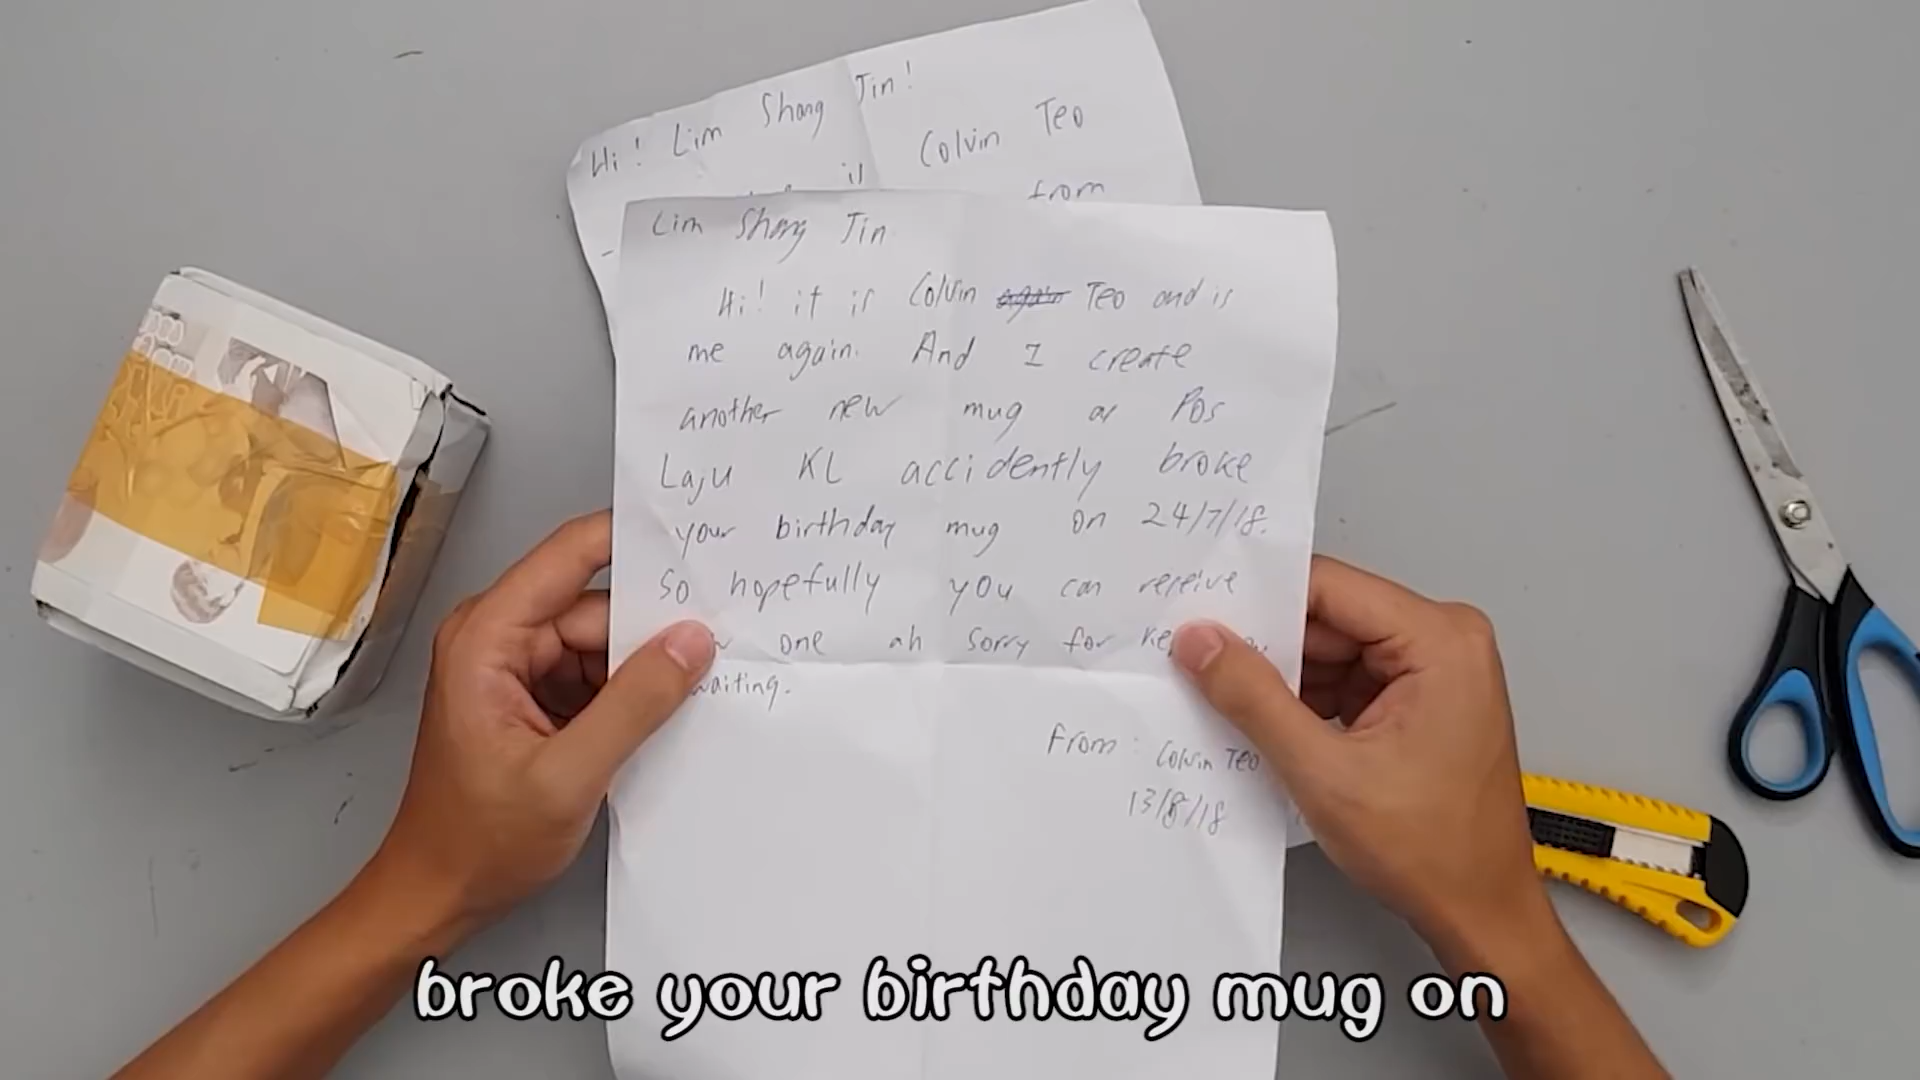 Hi! Lim Shang Jin!
Colvin Teo
from
Lim Shang Jin
Hi! it is Colvin Teo and is
me again. And I create
another new mug as Pos
Laju KL accidently broke
your birthday mug on 24/7/18.
So hopefully you can receive
one ah sorry for
waiting.
From: Colvin Teo
13/8/18
broke your birthday mug on